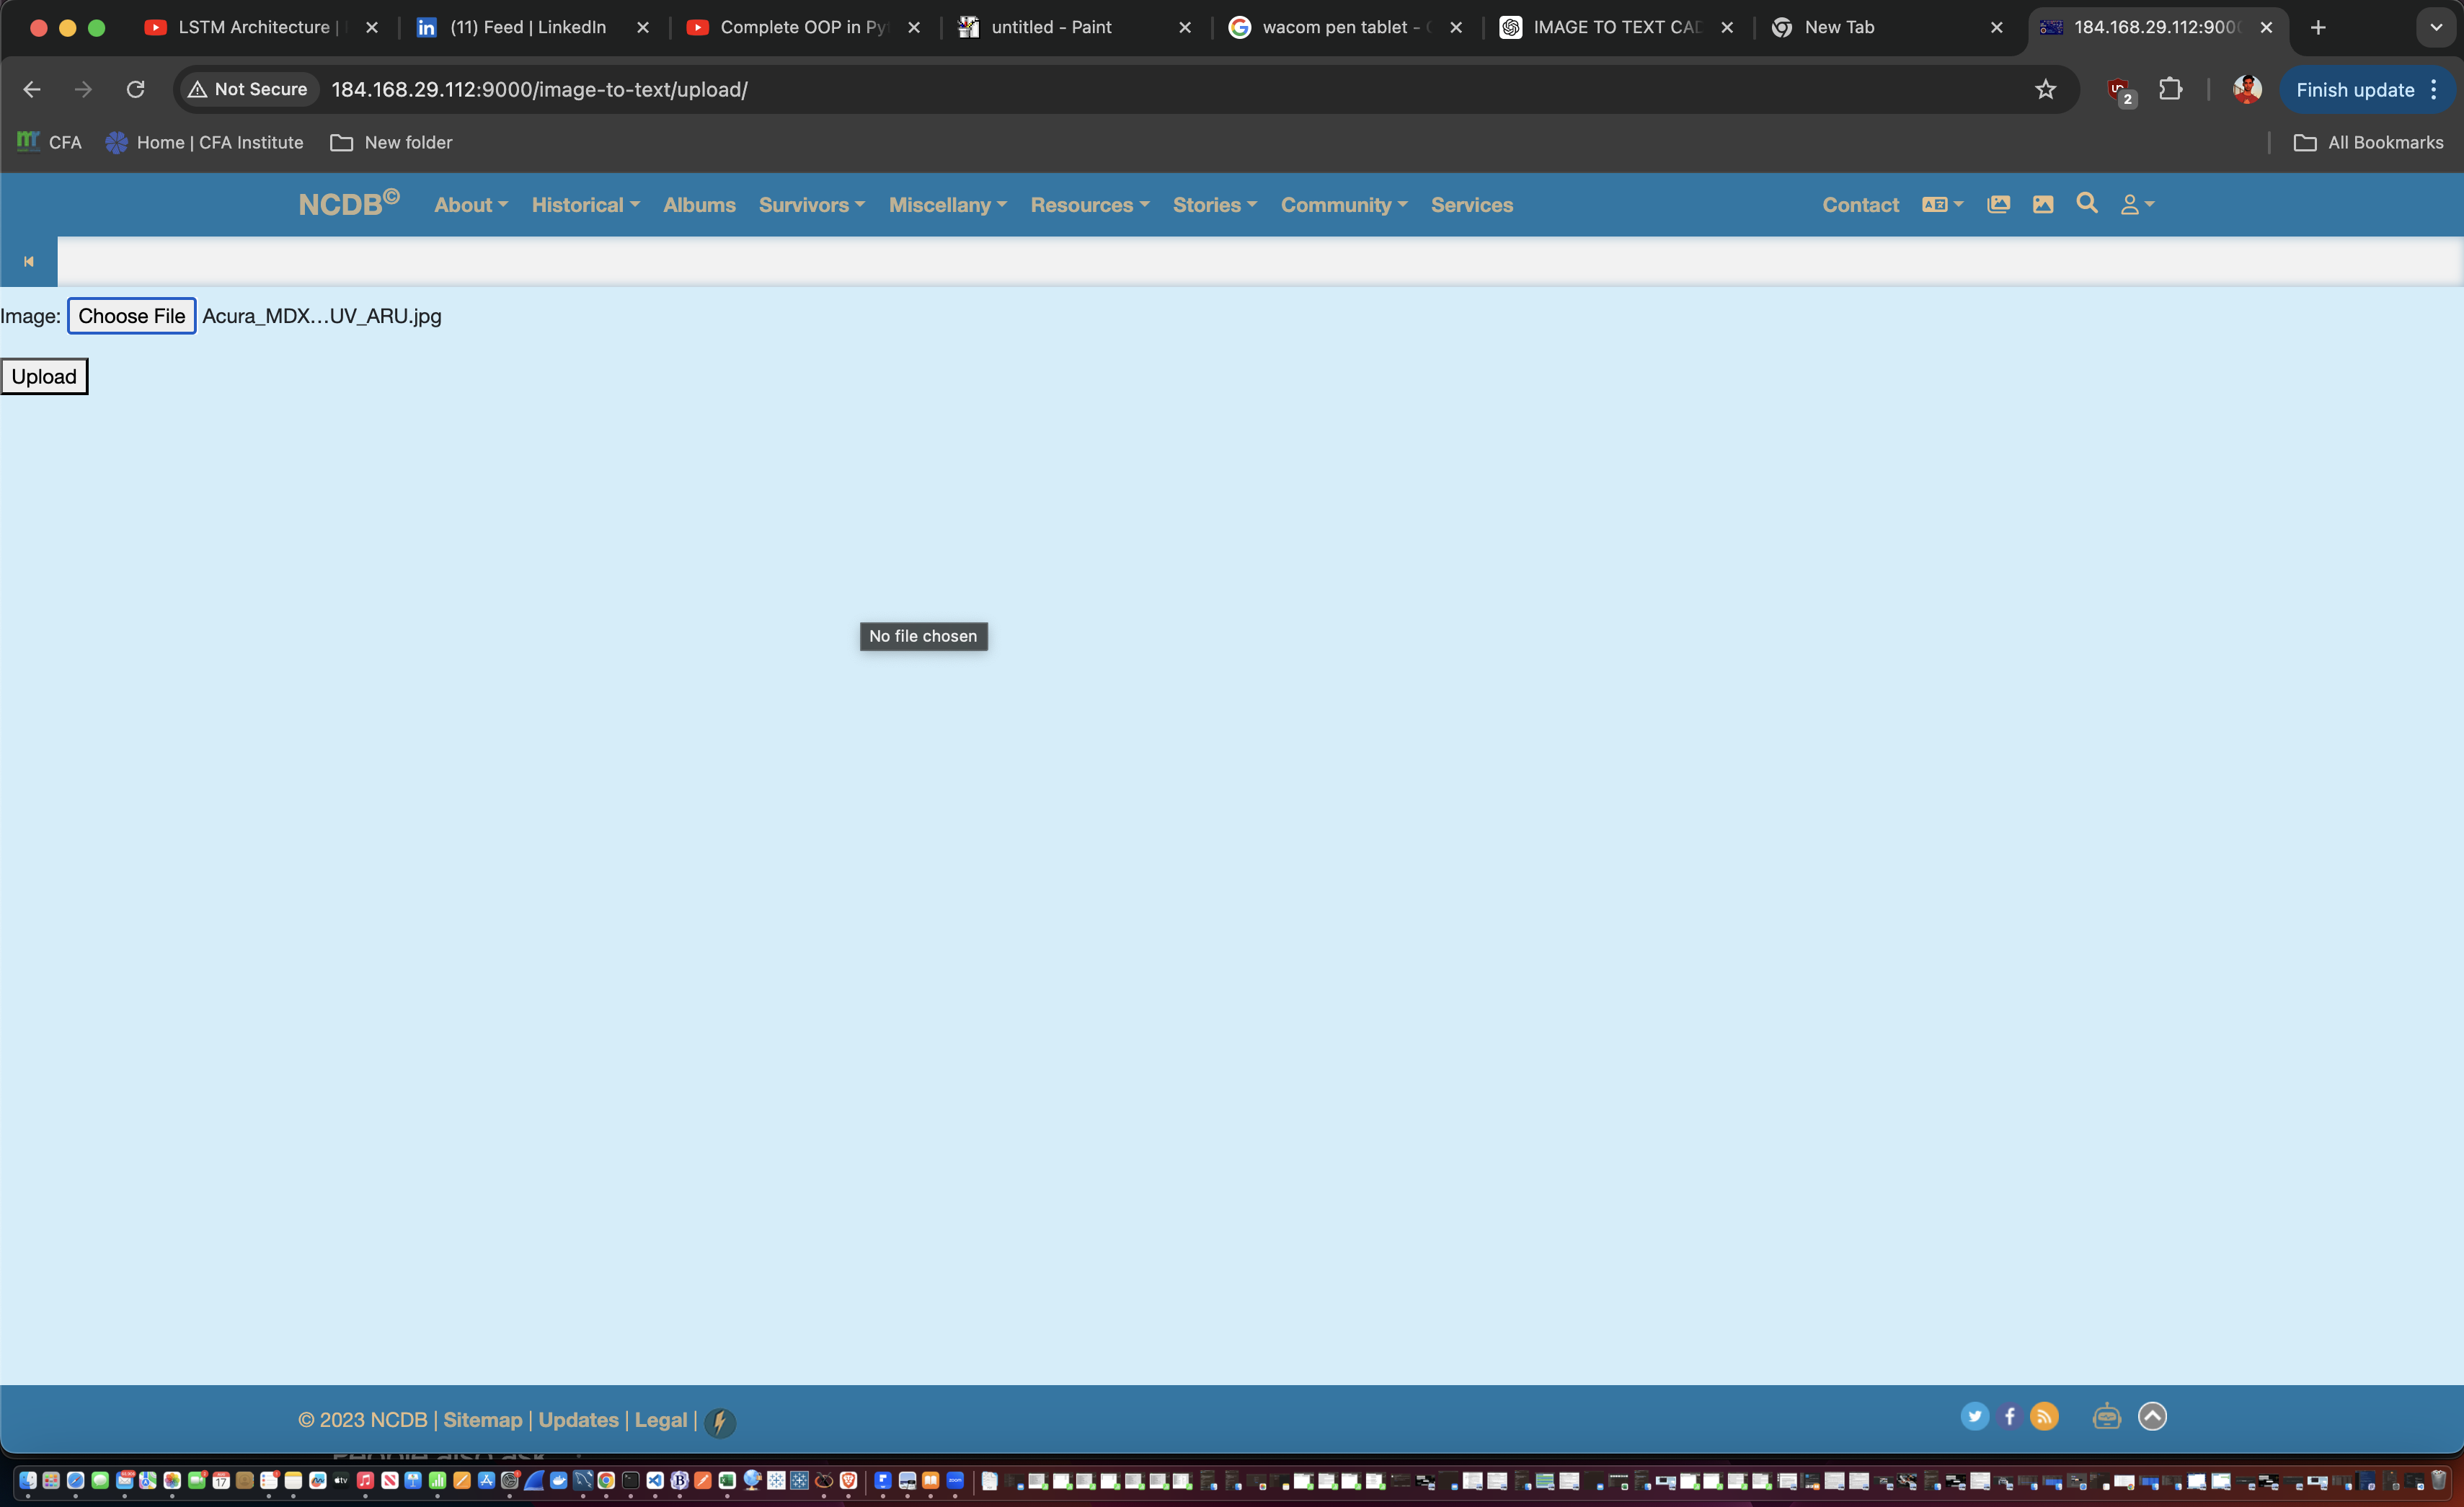 LSTM Architecture |
(11) Feed | LinkedIn
Complete OOP in Py
untitled - Paint
wacom pen tablet -
IMAGE TO TEXT CAD
New Tab
184.168.29.112:900
Not Secure
184.168.29.112:9000/image-to-text/upload/
2
Finish update
CFA
Home | CFA Institute
New folder
All Bookmarks
NCDB©
About
Historical
Albums
Survivors
Miscellany
Resources
Stories
Community
Services
Contact
Image: Choose File Acura_MDX...UV_ARU.jpg
Upload
No file chosen
© 2023 NCDB | Sitemap | Updates | Legal |